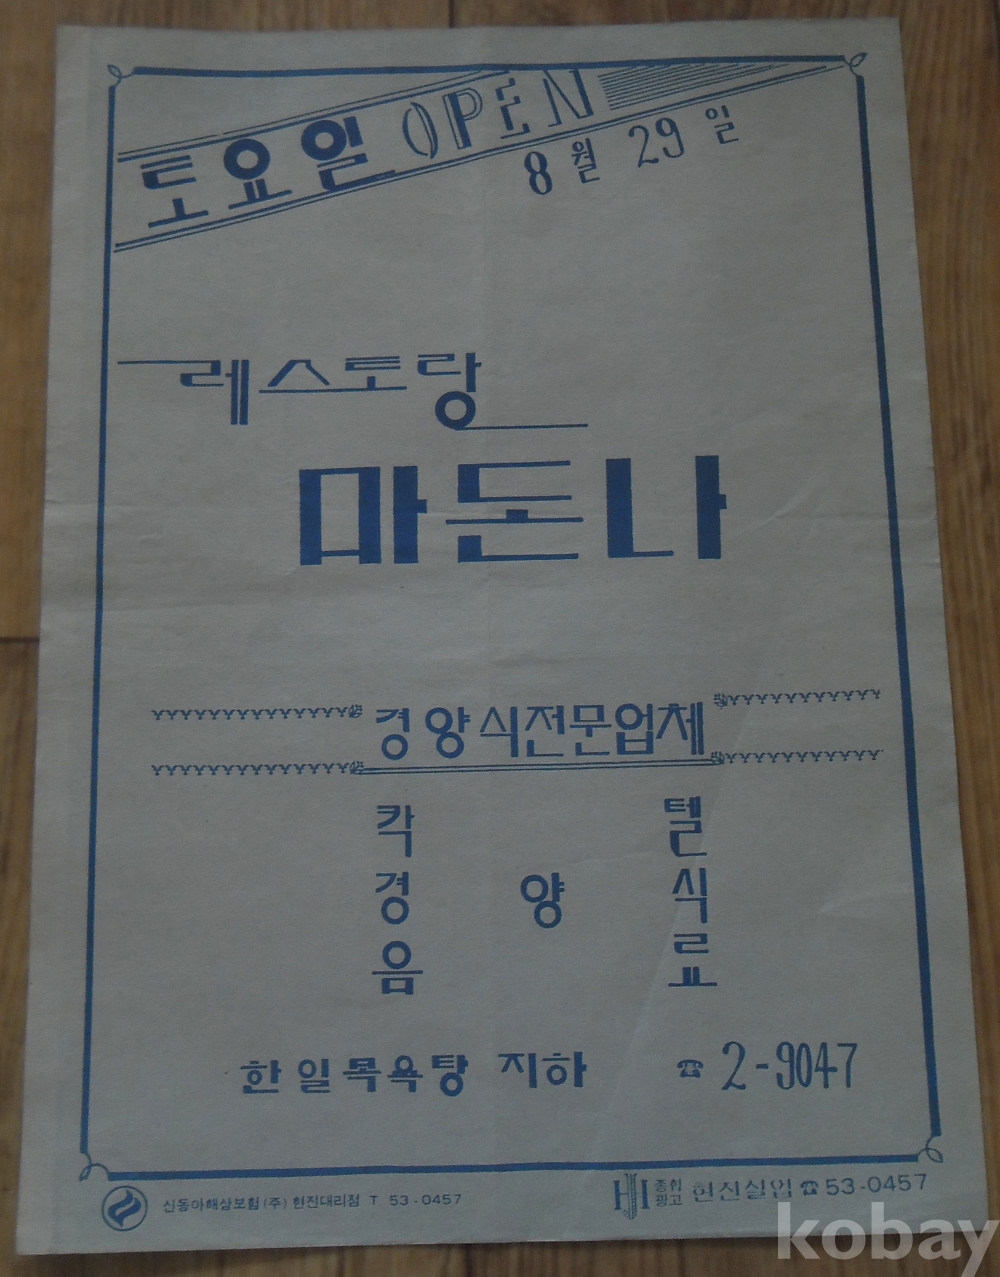 토요일 OPEN
8월 29일
레스토랑
마돈나
경양식전문업체
칵 텔
경 양 식
음 료
한일목욕탕 지하 ☎ 2-9047
신동아해상보험(주) 현진대리점 T 53-0457
HJ 종합광고 현진실업 ☎ 53-0457
kobay